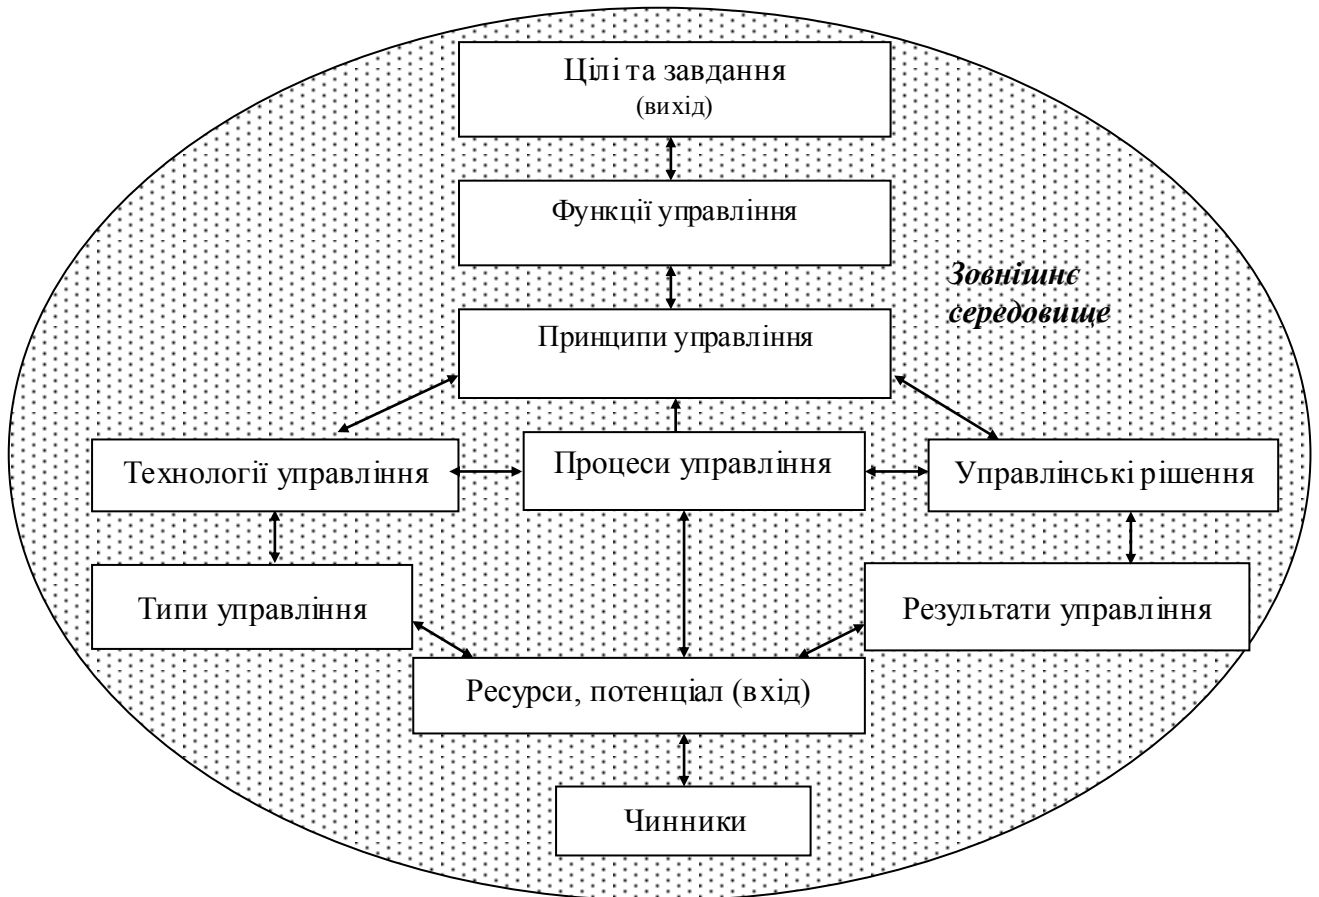 Цілі та завдання
(вихід)
Функції управління
Зовнішнє
середовище
Принципи управління
Технології управління
Процеси управління
Управлінські рішення
Типи управління
Результати управління
Ресурси, потенціал (вхід)
Чинники